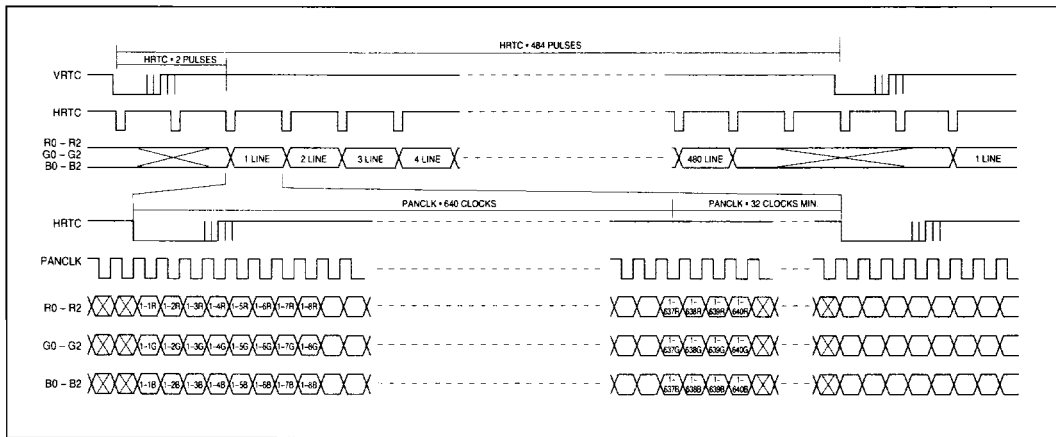 HRTC • 484 PULSES
HRTC • 2 PULSES
VRTC
HRTC
R0 – R2
G0 – G2
B0 – B2
1 LINE 2 LINE 3 LINE 4 LINE 480 LINE 1 LINE
PANCLK • 640 CLOCKS PANCLK • 32 CLOCKS MIN.
HRTC
PANCLK
R0 – R2 1–1R 1–2R 1–3R 1–4R 1–5R 1–6R 1–7R 1–8R 1–637R 1–638R 1–639R 1–640R
G0 – G2 1–1G 1–2G 1–3G 1–4G 1–5G 1–6G 1–7G 1–8G 1–637G 1–638G 1–639G 1–640G
B0 – B2 1–1B 1–2B 1–3B 1–4B 1–5B 1–6B 1–7B 1–8B 1–637B 1–638B 1–639B 1–640B